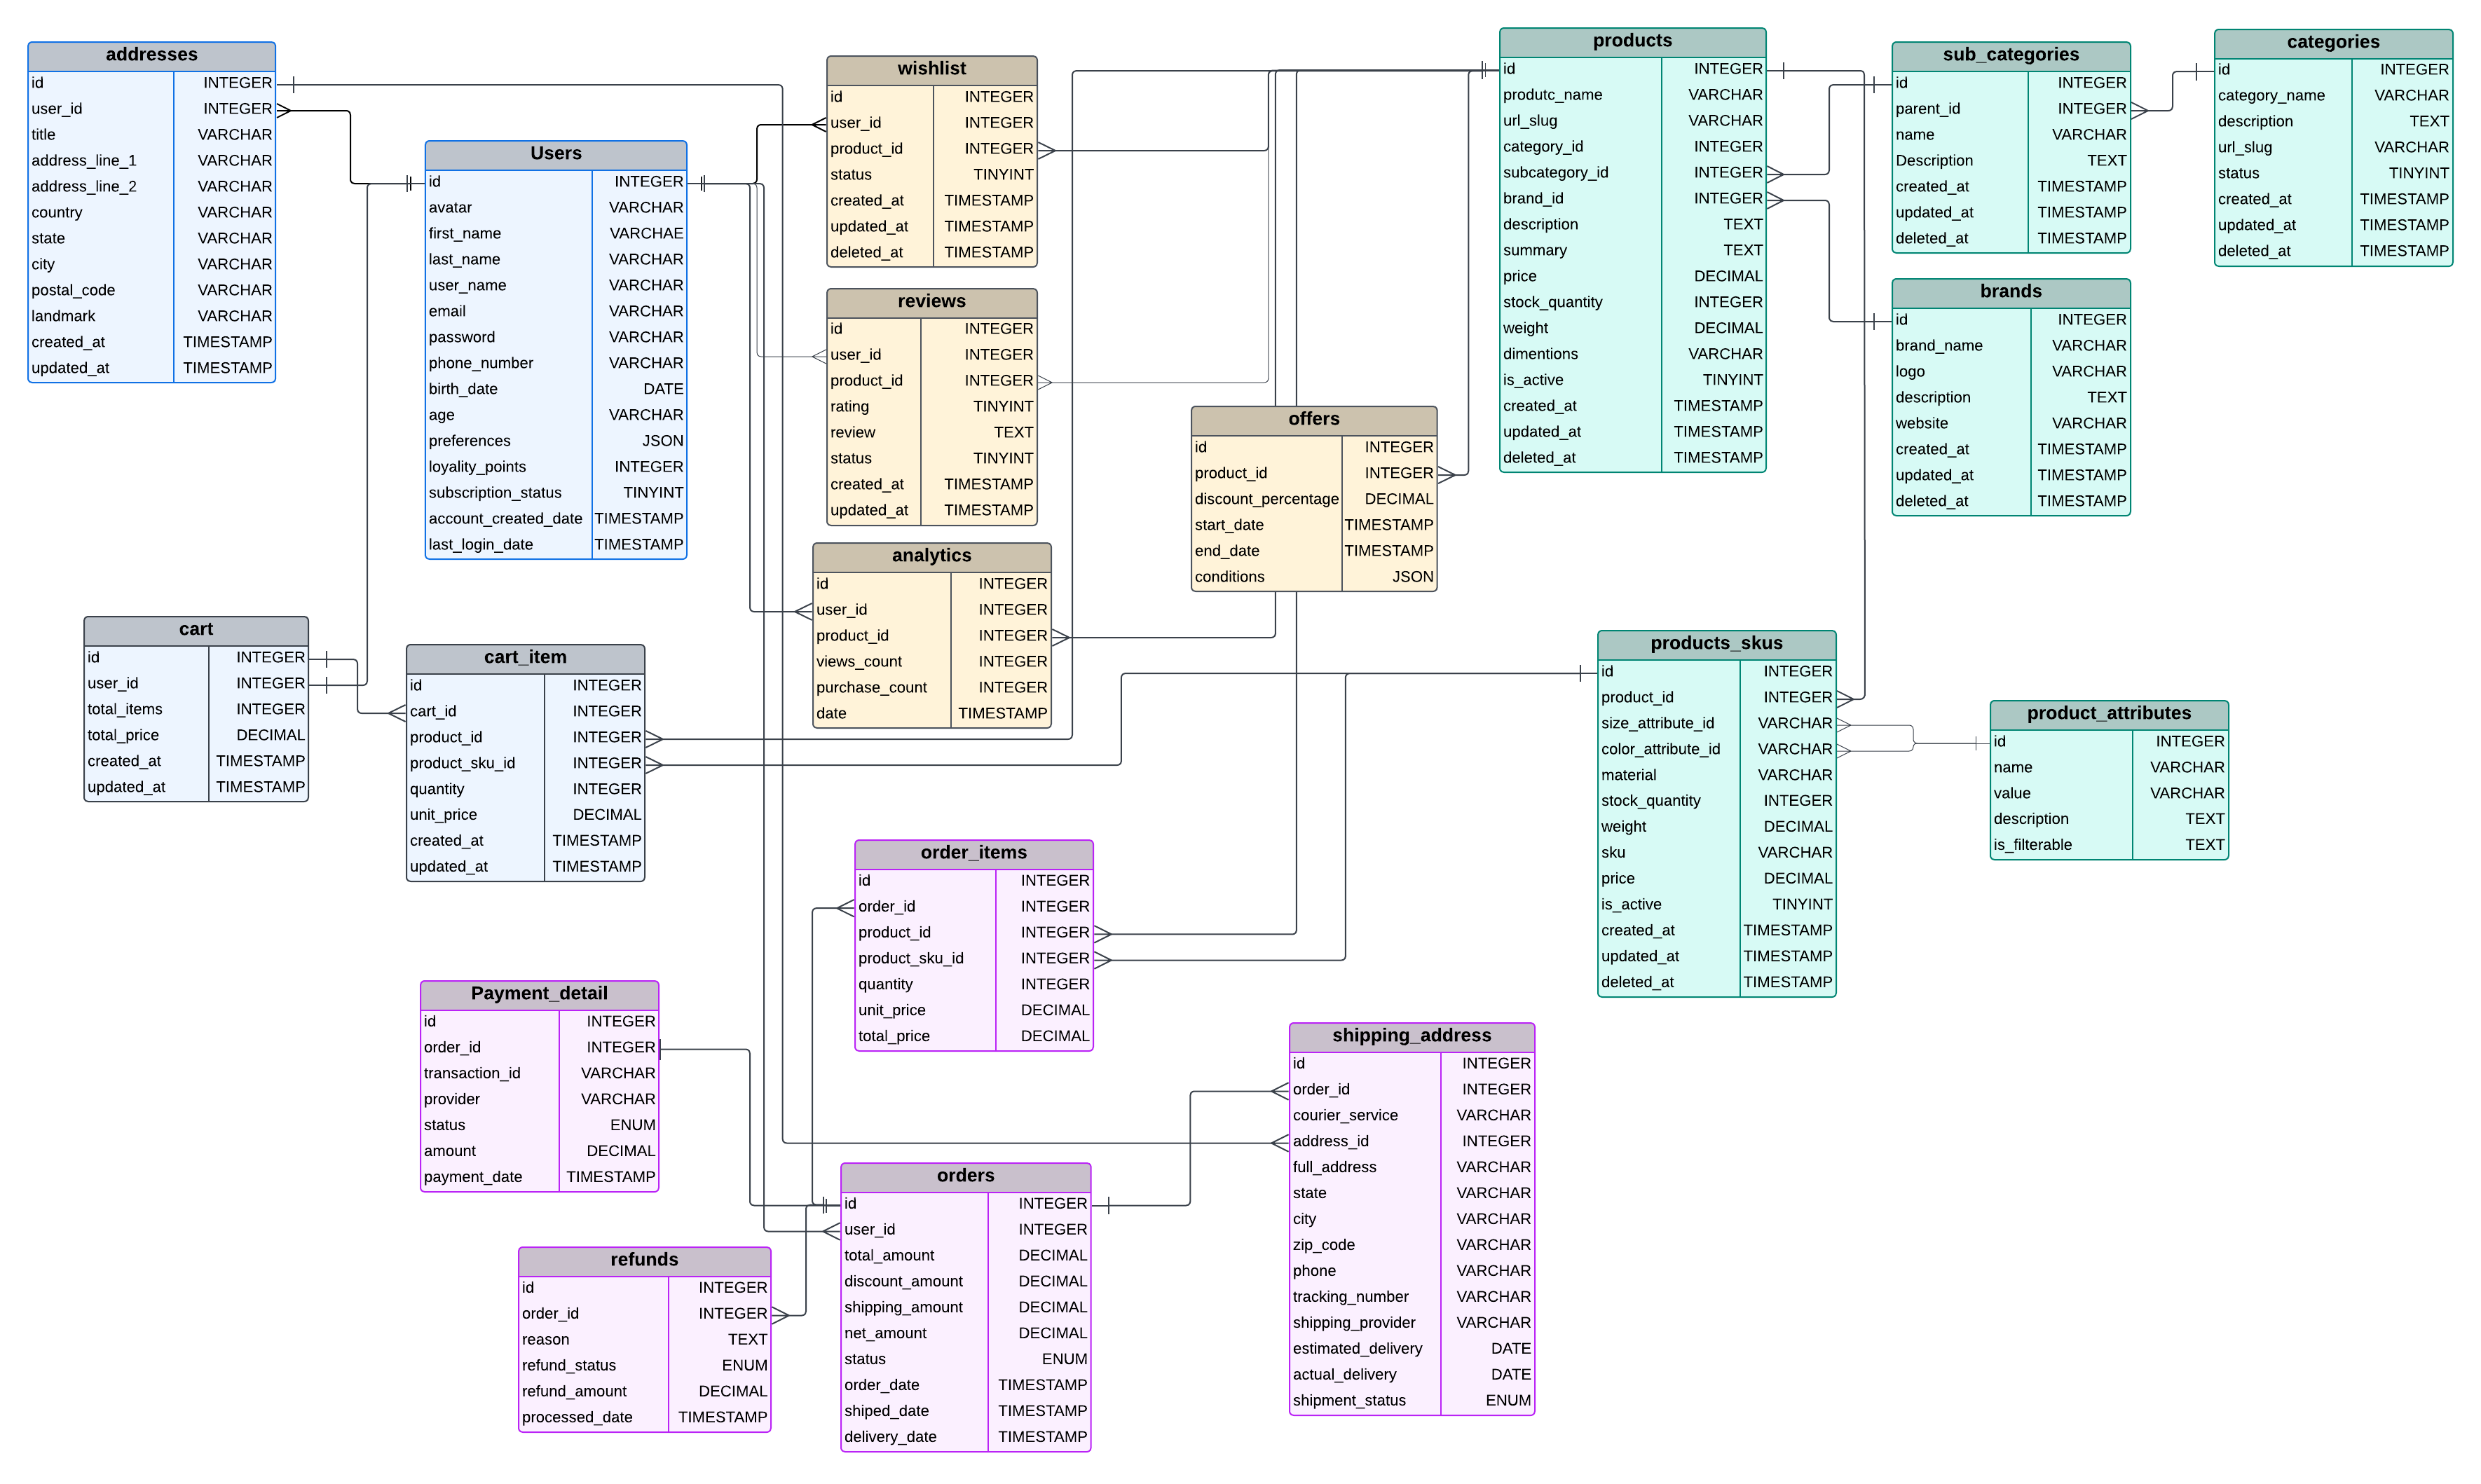 addresses
id INTEGER
user_id INTEGER
title VARCHAR
address_line_1 VARCHAR
address_line_2 VARCHAR
country VARCHAR
state VARCHAR
city VARCHAR
postal_code VARCHAR
landmark VARCHAR
created_at TIMESTAMP
updated_at TIMESTAMP
Users
id INTEGER
avatar VARCHAR
first_name VARCHAE
last_name VARCHAR
user_name VARCHAR
email VARCHAR
password VARCHAR
phone_number VARCHAR
birth_date DATE
age VARCHAR
preferences JSON
loyality_points INTEGER
subscription_status TINYINT
account_created_date TIMESTAMP
last_login_date TIMESTAMP
wishlist
id INTEGER
user_id INTEGER
product_id INTEGER
status TINYINT
created_at TIMESTAMP
updated_at TIMESTAMP
deleted_at TIMESTAMP
reviews
id INTEGER
user_id INTEGER
product_id INTEGER
rating TINYINT
review TEXT
status TINYINT
created_at TIMESTAMP
updated_at TIMESTAMP
analytics
id INTEGER
user_id INTEGER
product_id INTEGER
views_count INTEGER
purchase_count INTEGER
date TIMESTAMP
offers
id INTEGER
product_id INTEGER
discount_percentage DECIMAL
start_date TIMESTAMP
end_date TIMESTAMP
conditions JSON
products
id INTEGER
produtc_name VARCHAR
url_slug VARCHAR
category_id INTEGER
subcategory_id INTEGER
brand_id INTEGER
description TEXT
summary TEXT
price DECIMAL
stock_quantity INTEGER
weight DECIMAL
dimentions VARCHAR
is_active TINYINT
created_at TIMESTAMP
updated_at TIMESTAMP
deleted_at TIMESTAMP
sub_categories
id INTEGER
parent_id INTEGER
name VARCHAR
Description TEXT
created_at TIMESTAMP
updated_at TIMESTAMP
deleted_at TIMESTAMP
categories
id INTEGER
category_name VARCHAR
description TEXT
url_slug VARCHAR
status TINYINT
created_at TIMESTAMP
updated_at TIMESTAMP
deleted_at TIMESTAMP
brands
id INTEGER
brand_name VARCHAR
logo VARCHAR
description TEXT
website VARCHAR
created_at TIMESTAMP
updated_at TIMESTAMP
deleted_at TIMESTAMP
cart
id INTEGER
user_id INTEGER
total_items INTEGER
total_price DECIMAL
created_at TIMESTAMP
updated_at TIMESTAMP
cart_item
id INTEGER
cart_id INTEGER
product_id INTEGER
product_sku_id INTEGER
quantity INTEGER
unit_price DECIMAL
created_at TIMESTAMP
updated_at TIMESTAMP
products_skus
id INTEGER
product_id INTEGER
size_attribute_id VARCHAR
color_attribute_id VARCHAR
material VARCHAR
stock_quantity INTEGER
weight DECIMAL
sku VARCHAR
price DECIMAL
is_active TINYINT
created_at TIMESTAMP
updated_at TIMESTAMP
deleted_at TIMESTAMP
product_attributes
id INTEGER
name VARCHAR
value VARCHAR
description TEXT
is_filterable TEXT
order_items
id INTEGER
order_id INTEGER
product_id INTEGER
product_sku_id INTEGER
quantity INTEGER
unit_price DECIMAL
total_price DECIMAL
Payment_detail
id INTEGER
order_id INTEGER
transaction_id VARCHAR
provider VARCHAR
status ENUM
amount DECIMAL
payment_date TIMESTAMP
shipping_address
id INTEGER
order_id INTEGER
courier_service VARCHAR
address_id INTEGER
full_address VARCHAR
state VARCHAR
city VARCHAR
zip_code VARCHAR
phone VARCHAR
tracking_number VARCHAR
shipping_provider VARCHAR
estimated_delivery DATE
actual_delivery DATE
shipment_status ENUM
orders
id INTEGER
user_id INTEGER
total_amount DECIMAL
discount_amount DECIMAL
shipping_amount DECIMAL
net_amount DECIMAL
status ENUM
order_date TIMESTAMP
shiped_date TIMESTAMP
delivery_date TIMESTAMP
refunds
id INTEGER
order_id INTEGER
reason TEXT
refund_status ENUM
refund_amount DECIMAL
processed_date TIMESTAMP